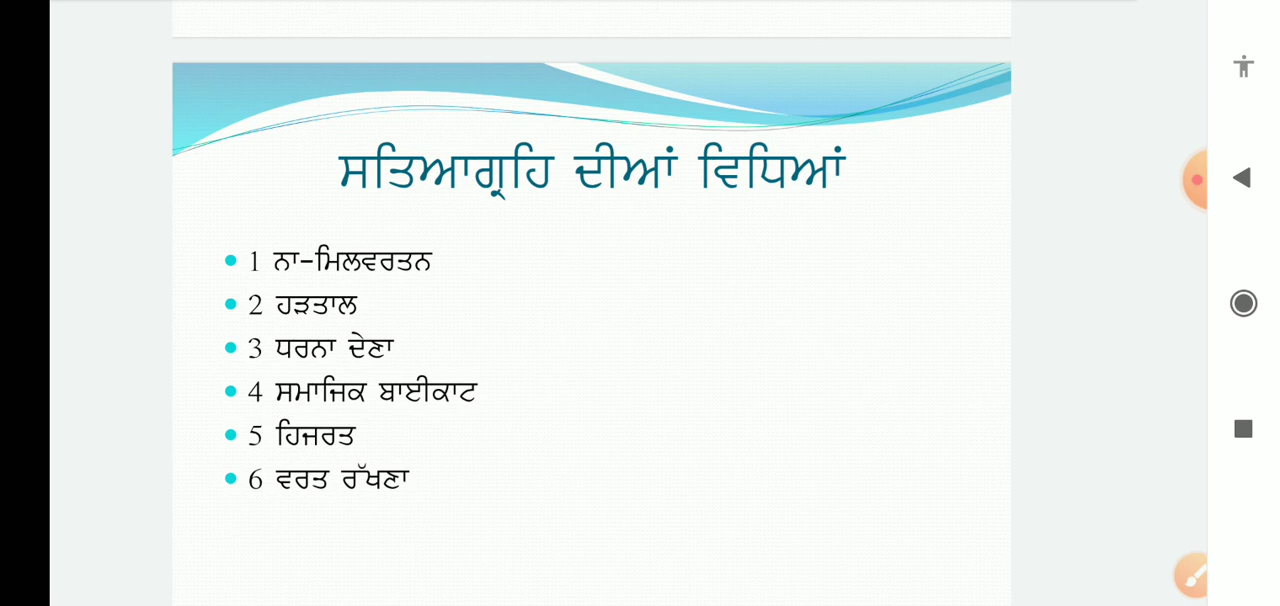 ਸਤਿਆਗ੍ਰਹਿ ਦੀਆਂ ਵਿਧਿਆਂ
1 ਨਾ-ਮਿਲਵਰਤਨ
2 ਹੜਤਾਲ
3 ਧਰਨਾ ਦੇਣਾ
4 ਸਮਾਜਿਕ ਬਾਈਕਾਟ
5 ਹਿਜਰਤ
6 ਵਰਤ ਰੱਖਣਾ